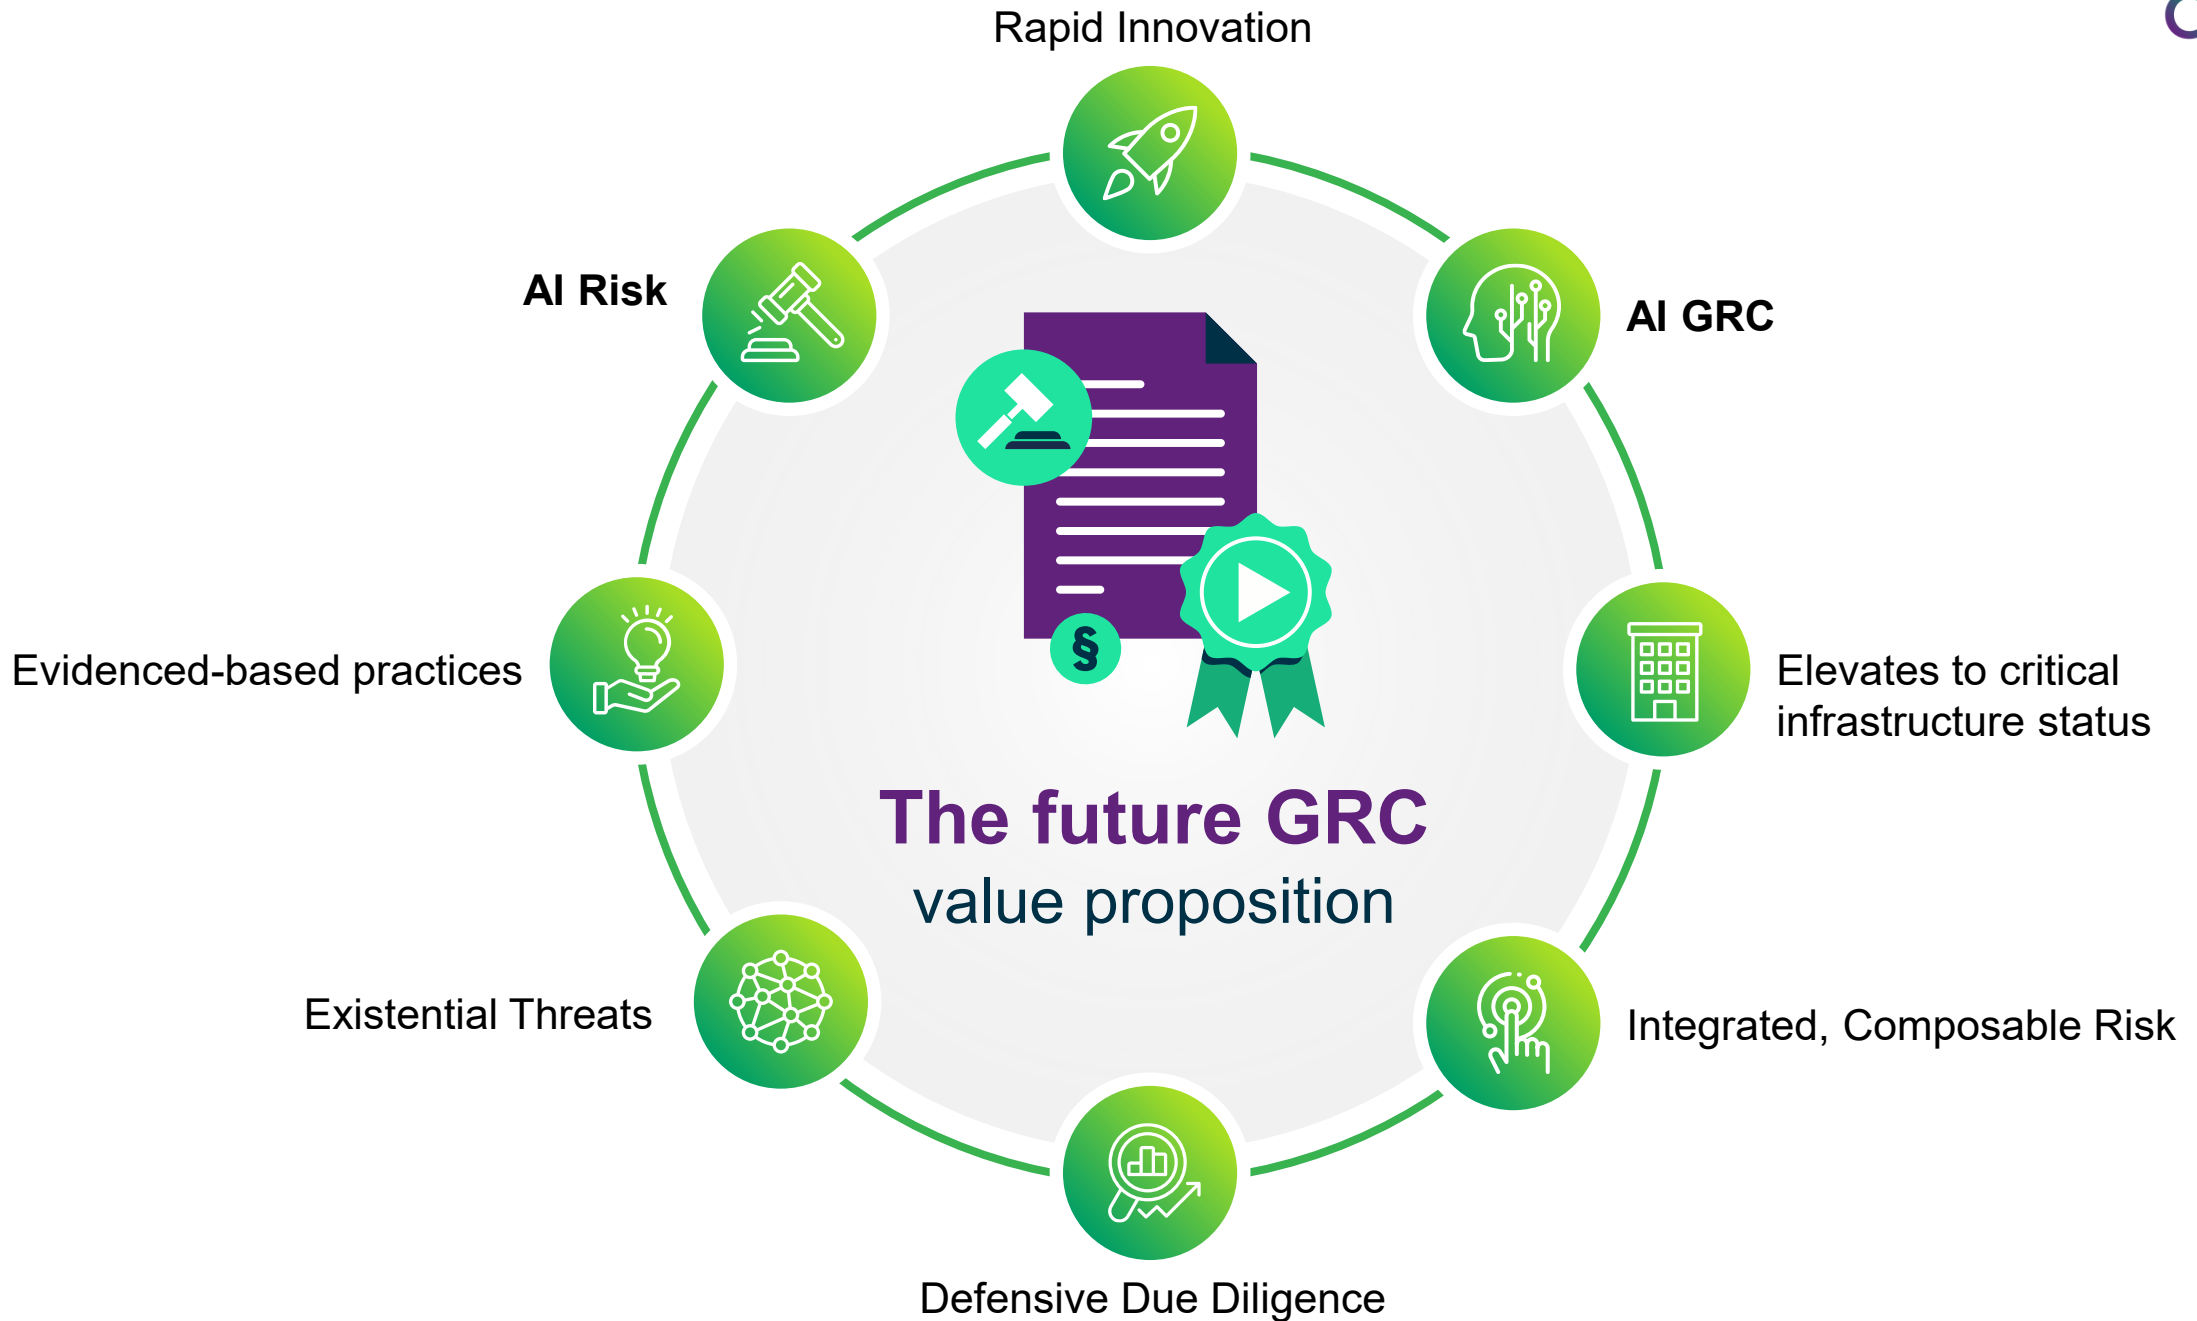 Rapid Innovation
AI Risk
AI GRC
Evidenced-based practices
Elevates to critical
infrastructure status
§
The future GRC
value proposition
Existential Threats
Integrated, Composable Risk
Defensive Due Diligence